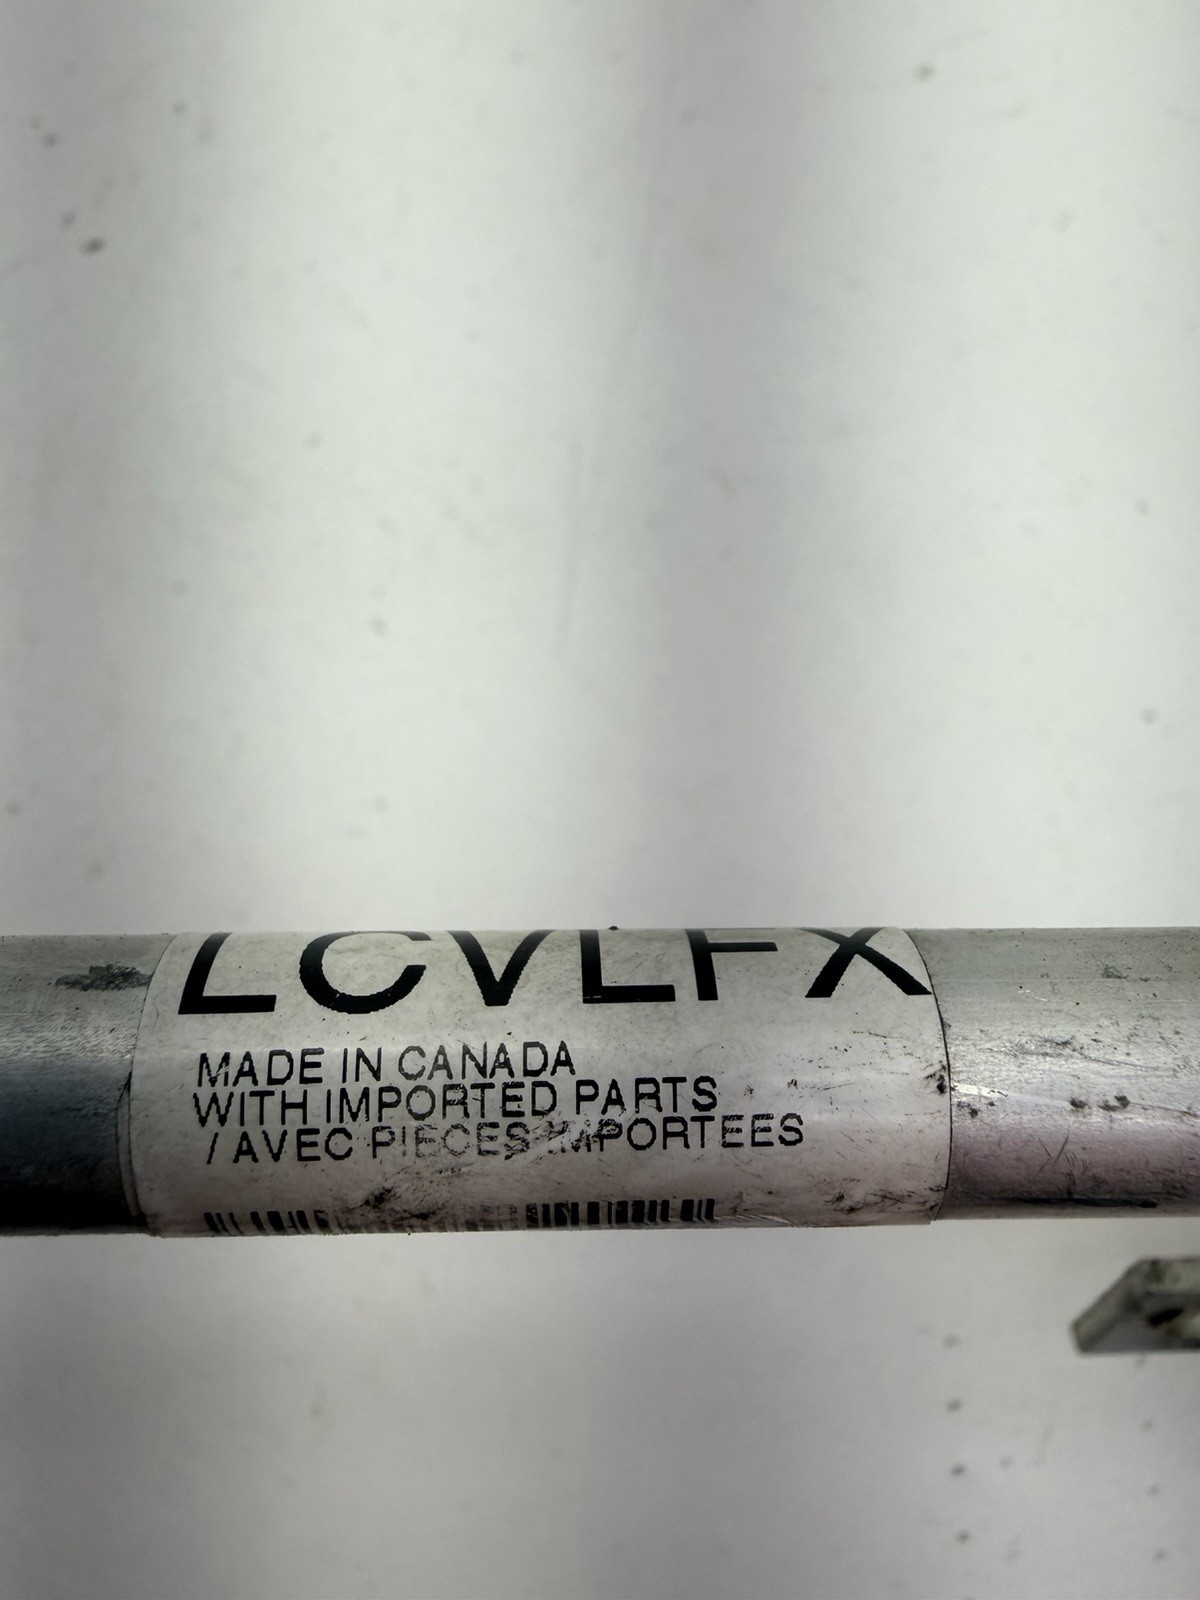 LCVLFX
MADE IN CANADA
WITH IMPORTED PARTS
/ AVEC PIECES IMPORTEES